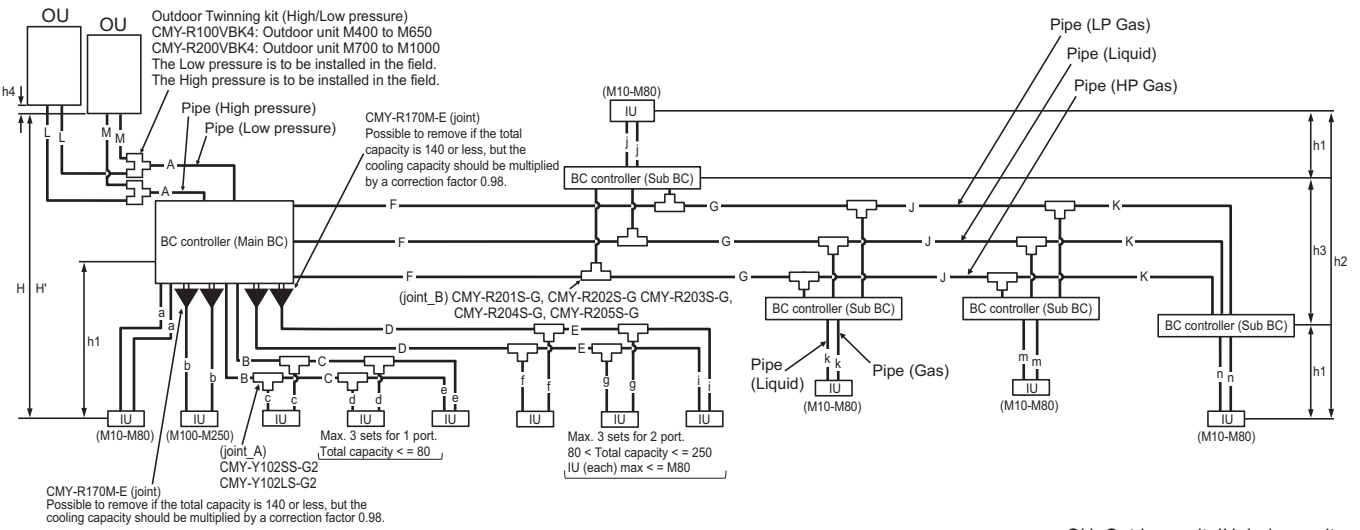 OU
OU
Outdoor Twinning kit (High/Low pressure)
CMY-R100VBK4: Outdoor unit M400 to M650
CMY-R200VBK4: Outdoor unit M700 to M1000
The Low pressure is to be installed in the field.
The High pressure is to be installed in the field.
Pipe (LP Gas)
Pipe (Liquid)
Pipe (HP Gas)
h4
Pipe (High pressure)
Pipe (Low pressure)
CMY-R170M-E (joint)
Possible to remove if the total
capacity is 140 or less, but the
cooling capacity should be multiplied
by a correction factor 0.98.
(M10-M80)
IU
j j
BC controller (Sub BC)
h1
L L M M
A
A
F G J K
BC controller (Main BC)
F G J K
F G J K
h3
h2
H H'
(joint_B) CMY-R201S-G, CMY-R202S-G CMY-R203S-G,
CMY-R204S-G, CMY-R205S-G
BC controller (Sub BC)
BC controller (Sub BC)
BC controller (Sub BC)
a a
h1
D E
D E
B C
B C
b b c c d d e e f f g g i i
Pipe
(Liquid)
k k
Pipe (Gas)
m m
n n
h1
IU
(M10-M80)
IU
(M10-M80)
IU
(M10-M80)
IU
(M10-M80)
IU
(M100-M250)
IU
IU
IU
IU
IU
(joint_A)
CMY-Y102SS-G2
CMY-Y102LS-G2
Max. 3 sets for 1 port.
Total capacity < = 80
Max. 3 sets for 2 port.
80 < Total capacity < = 250
IU (each) max < = M80
CMY-R170M-E (joint)
Possible to remove if the total capacity is 140 or less, but the
cooling capacity should be multiplied by a correction factor 0.98.